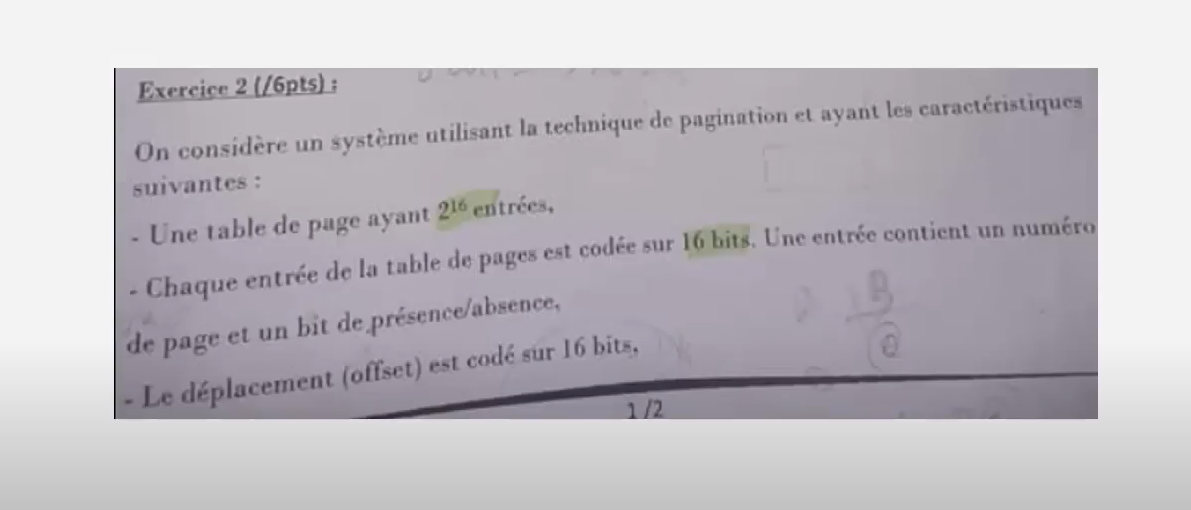 Exercice 2 (/6pts) :
On considère un système utilisant la technique de pagination et ayant les caractéristiques
suivantes :
- Une table de page ayant 2¹⁶ entrées,
- Chaque entrée de la table de pages est codée sur 16 bits. Une entrée contient un numéro
de page et un bit de présence/absence,
- Le déplacement (offset) est codé sur 16 bits,
1/2